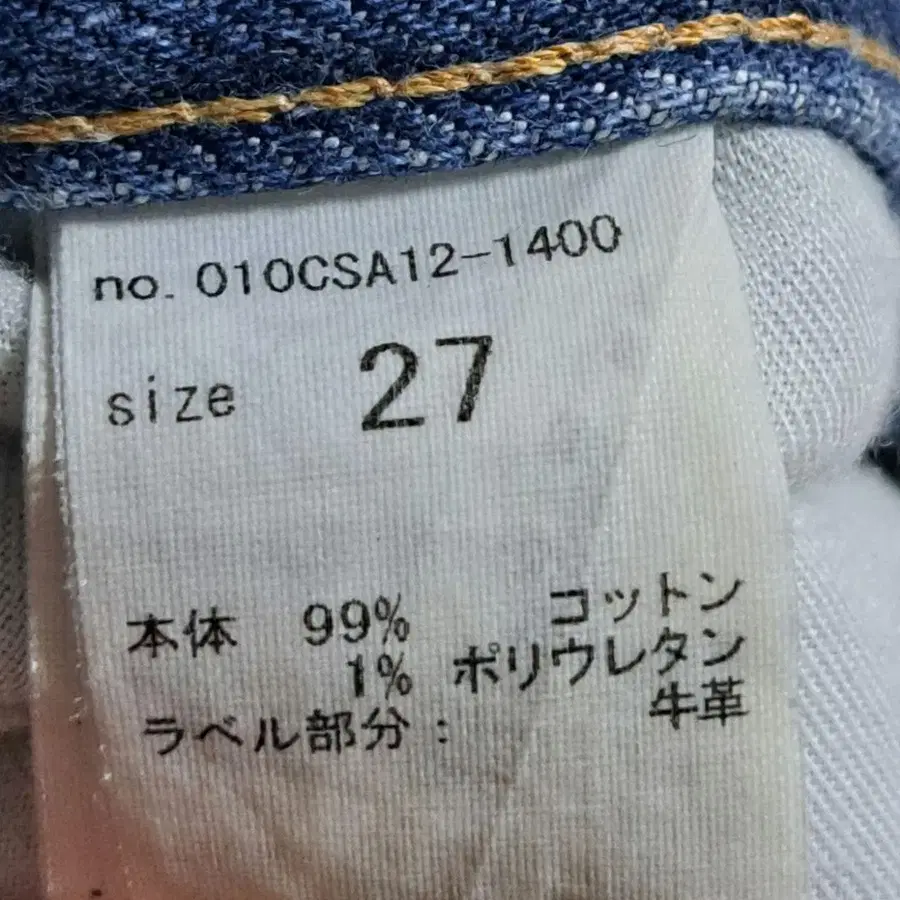 no. 010CSA12-1400
size 27
本体 99% コットン
1% ポリウレタン
ラベル部分: 牛革